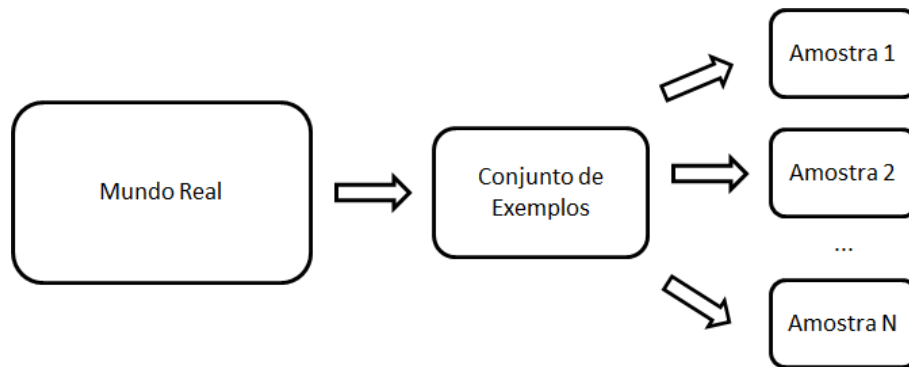 Mundo Real
Conjunto de
Exemplos
Amostra 1
Amostra 2
...
Amostra N